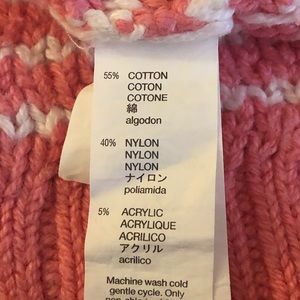 55% COTTON
COTON
COTONE
綿
algodon
40% NYLON
NYLON
NYLON
ナイロン
poliamida
5% ACRYLIC
ACRYLIQUE
ACRILICO
アクリル
acrilico
Machine wash cold
gentle cycle. Only